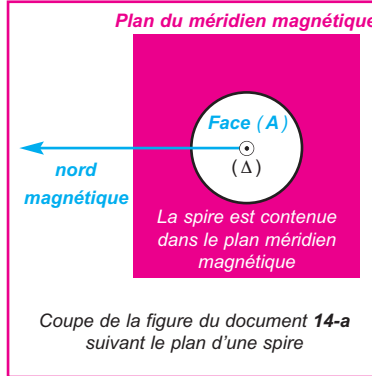 Plan du méridien magnétique
Face (A)
(Δ)
nord
magnétique
La spire est contenue
dans le plan méridien
magnétique
Coupe de la figure du document 14-a
suivant le plan d'une spire